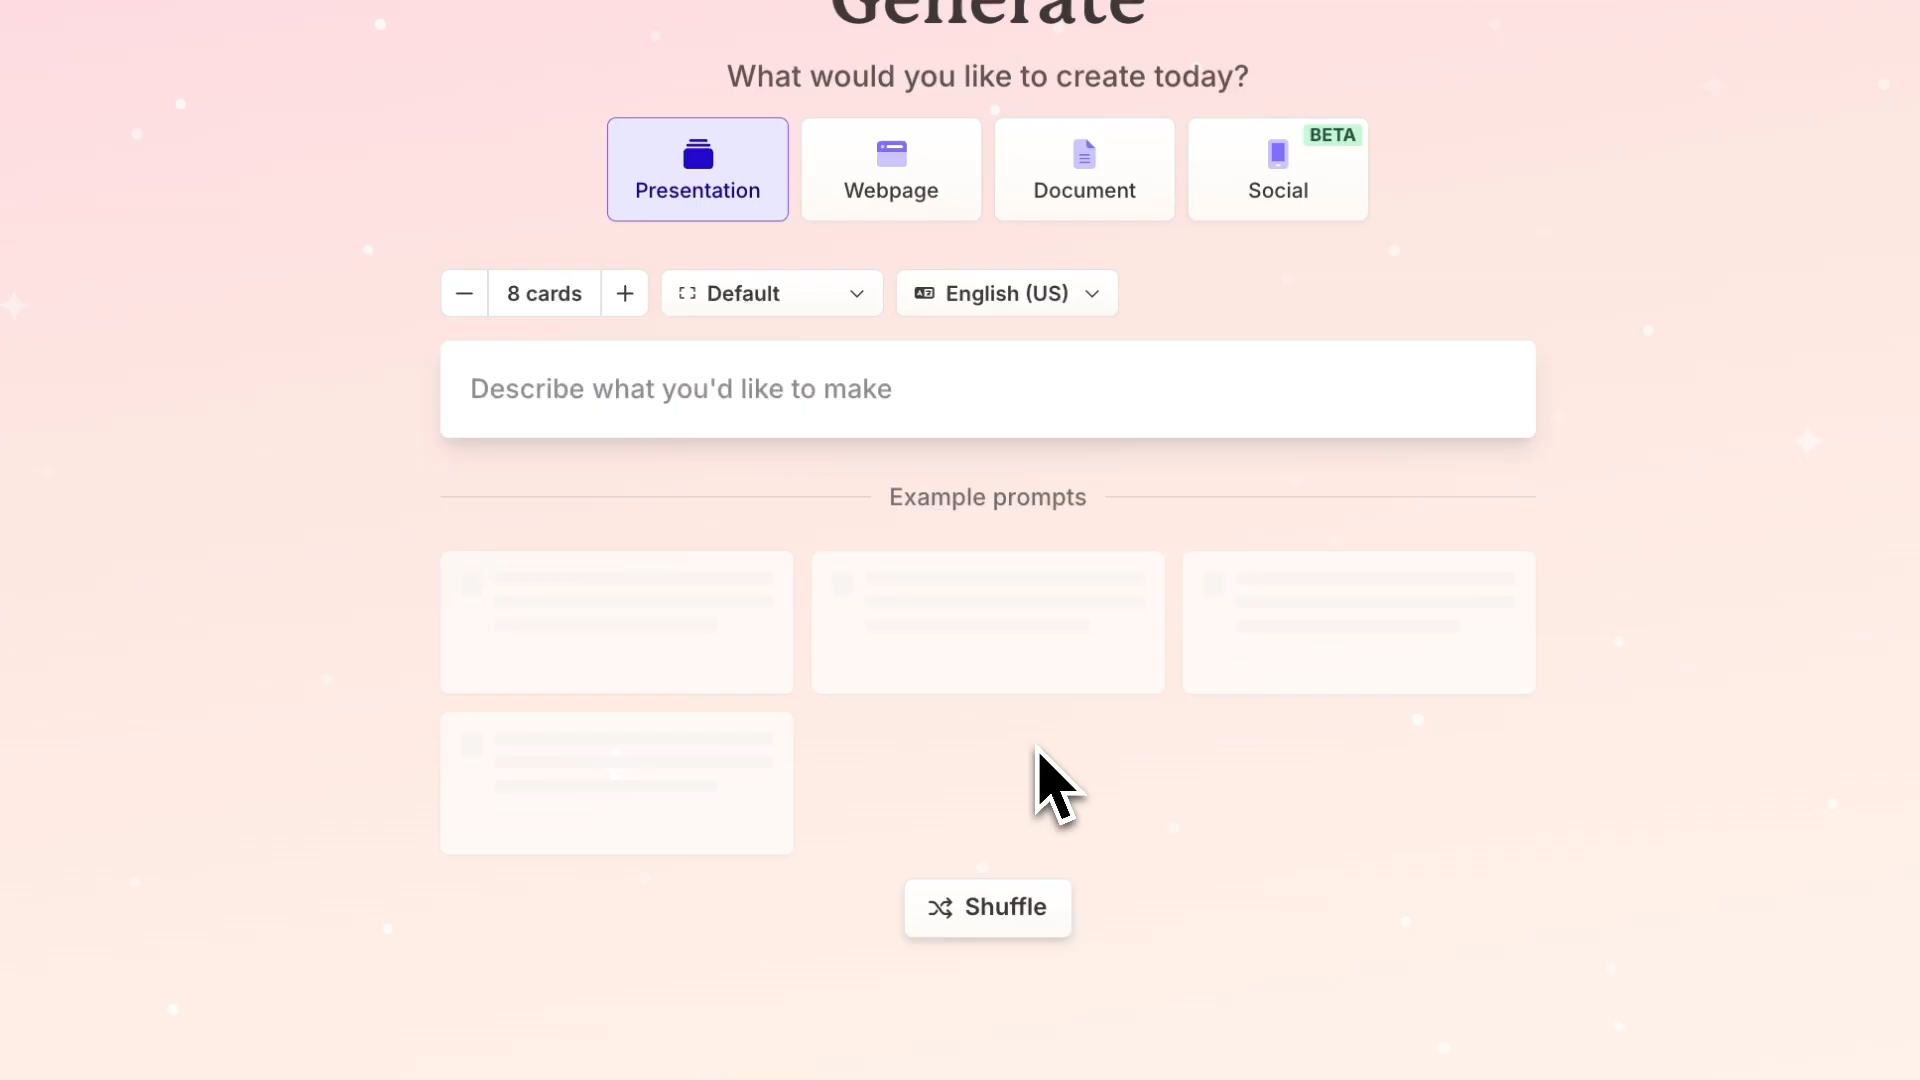 Generate
What would you like to create today?
Presentation
Webpage
Document
BETA
Social
8 cards
Default
English (US)
Describe what you'd like to make
Example prompts
Shuffle